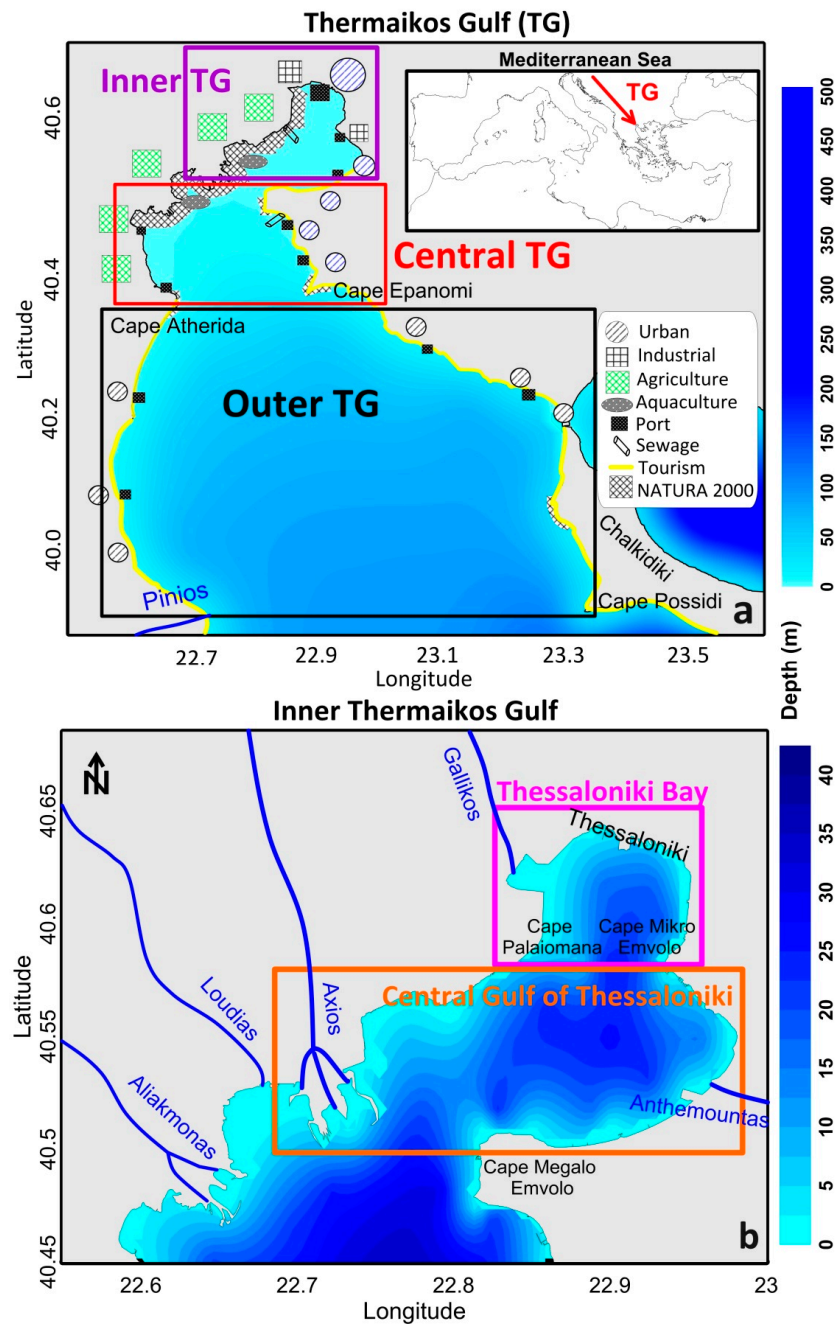 Thermaikos Gulf (TG)
Inner TG
Mediterranean Sea
TG
Central TG
Cape Epanomi
Cape Atherida
Outer TG
Urban
Industrial
Agriculture
Aquaculture
Port
Sewage
Tourism
NATURA 2000
Chalkidiki
Pinios
Cape Possidi
a
Latitude
40.6
40.4
40.2
40.0
22.7
22.9
23.1
23.3
23.5
Longitude
500
450
400
350
300
250
200
150
100
50
0
Depth (m)
Inner Thermaikos Gulf
N
Gallikos
Thessaloniki Bay
Thessaloniki
Cape
Palaiomana
Cape Mikro
Emvolo
Central Gulf of Thessaloniki
Axios
Loudias
Aliakmonas
Anthemountas
Cape Megalo
Emvolo
b
Latitude
40.65
40.6
40.55
40.5
40.45
22.6
22.7
22.8
22.9
23
Longitude
40
35
30
25
20
15
10
5
0